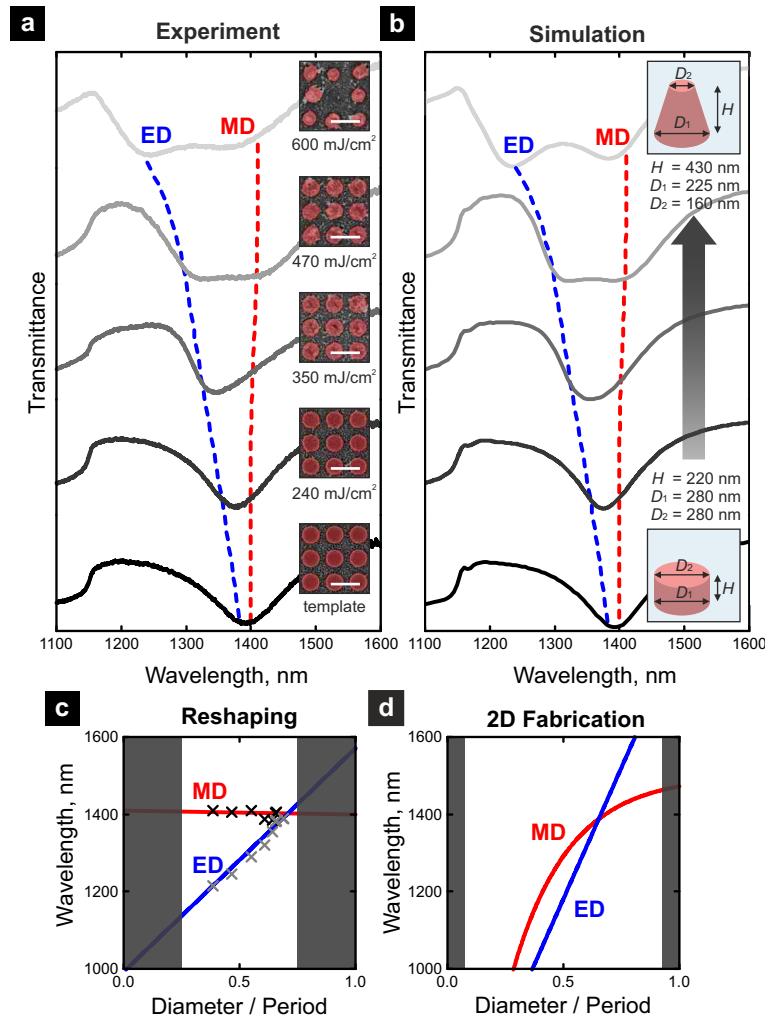 a
Experiment
ED
MD
600 mJ/cm²
470 mJ/cm²
350 mJ/cm²
240 mJ/cm²
template
Transmittance
1100 1200 1300 1400 1500 1600
Wavelength, nm
b
Simulation
D₂
H
D₁
ED
MD
H = 430 nm
D₁ = 225 nm
D₂ = 160 nm
H = 220 nm
D₁ = 280 nm
D₂ = 280 nm
D₂
H
D₁
Transmittance
1100 1200 1300 1400 1500 1600
Wavelength, nm
c
Reshaping
1600
1400
1200
1000
Wavelength, nm
MD
ED
0.0 0.5 1.0
Diameter / Period
d
2D Fabrication
1600
1400
1200
1000
Wavelength, nm
MD
ED
0.0 0.5 1.0
Diameter / Period